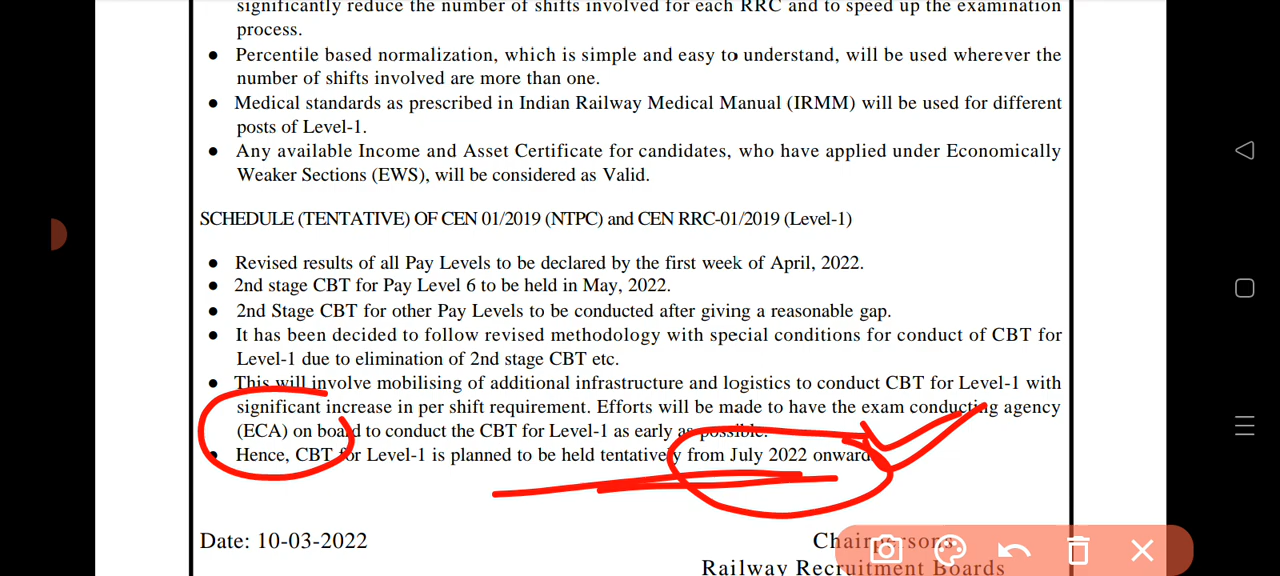 significantly reduce the number of shifts involved for each RRC and to speed up the examination
process.
● Percentile based normalization, which is simple and easy to understand, will be used wherever the
number of shifts involved are more than one.
● Medical standards as prescribed in Indian Railway Medical Manual (IRMM) will be used for different
posts of Level-1.
● Any available Income and Asset Certificate for candidates, who have applied under Economically
Weaker Sections (EWS), will be considered as Valid.
SCHEDULE (TENTATIVE) OF CEN 01/2019 (NTPC) and CEN RRC-01/2019 (Level-1)
● Revised results of all Pay Levels to be declared by the first week of April, 2022.
● 2nd stage CBT for Pay Level 6 to be held in May, 2022.
● 2nd Stage CBT for other Pay Levels to be conducted after giving a reasonable gap.
● It has been decided to follow revised methodology with special conditions for conduct of CBT for
Level-1 due to elimination of 2nd stage CBT etc.
● This will involve mobilising of additional infrastructure and logistics to conduct CBT for Level-1 with
significant increase in per shift requirement. Efforts will be made to have the exam conducting agency
(ECA) on board to conduct the CBT for Level-1 as early as possible.
● Hence, CBT for Level-1 is planned to be held tentatively from July 2022 onward
Date: 10-03-2022
Chairpersons
Railway Recruitment Boards